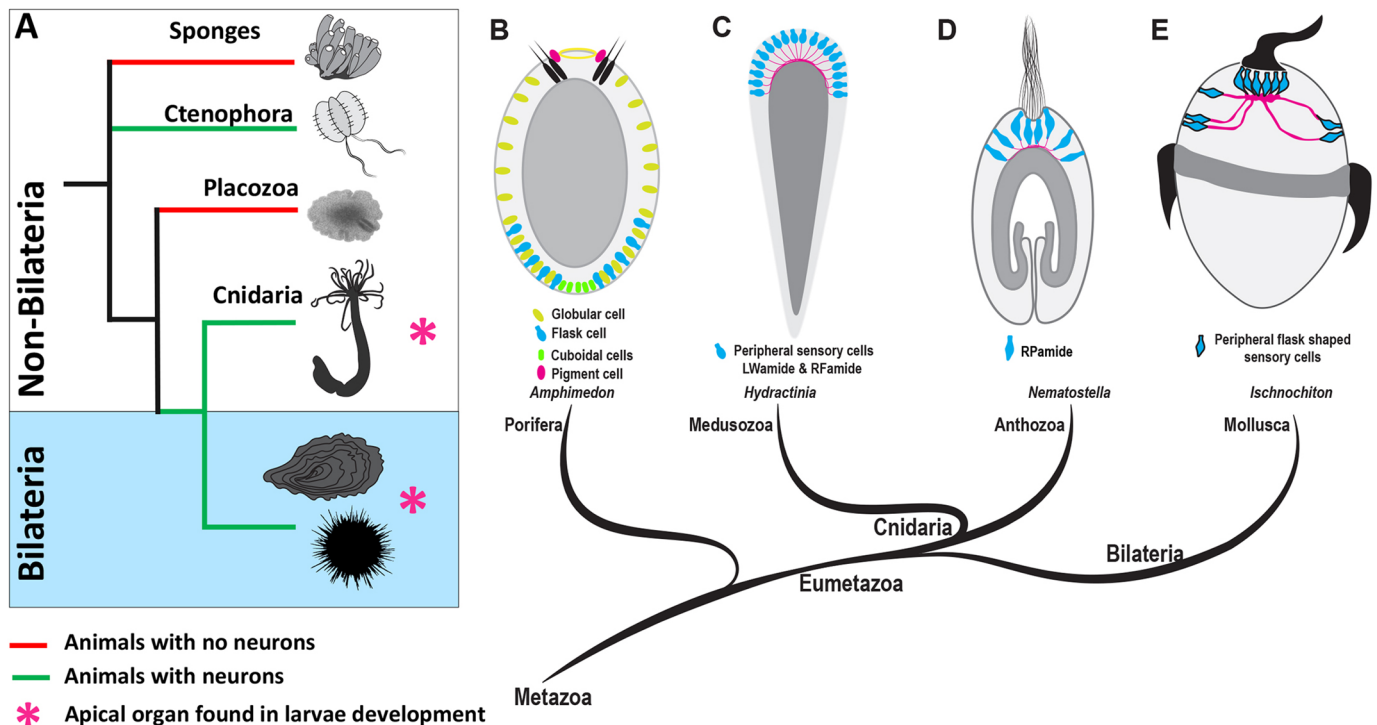 A
Sponges
Ctenophora
Placozoa
Cnidaria
Non-Bilateria
Bilateria
Animals with no neurons
Animals with neurons
Apical organ found in larvae development
B
C
D
E
Globular cell
Flask cell
Cuboidal cells
Pigment cell
Amphimedon
Peripheral sensory cells
LWamide & RFamide
Hydractinia
RPamide
Nematostella
Peripheral flask shaped
sensory cells
Ischnochiton
Porifera
Medusozoa
Anthozoa
Mollusca
Cnidaria
Bilateria
Eumetazoa
Metazoa